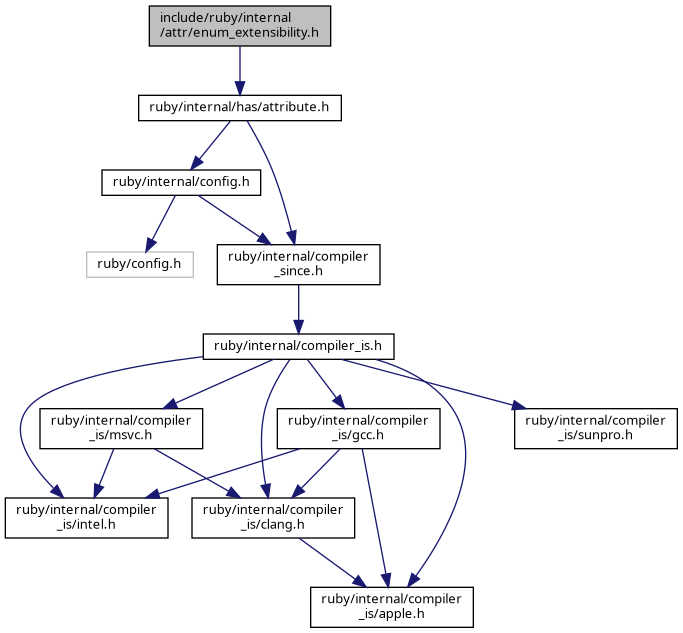 include/ruby/internal
/attr/enum_extensibility.h
ruby/internal/has/attribute.h
ruby/internal/config.h
ruby/config.h
ruby/internal/compiler
_since.h
ruby/internal/compiler_is.h
ruby/internal/compiler
_is/msvc.h
ruby/internal/compiler
_is/gcc.h
ruby/internal/compiler
_is/sunpro.h
ruby/internal/compiler
_is/intel.h
ruby/internal/compiler
_is/clang.h
ruby/internal/compiler
_is/apple.h